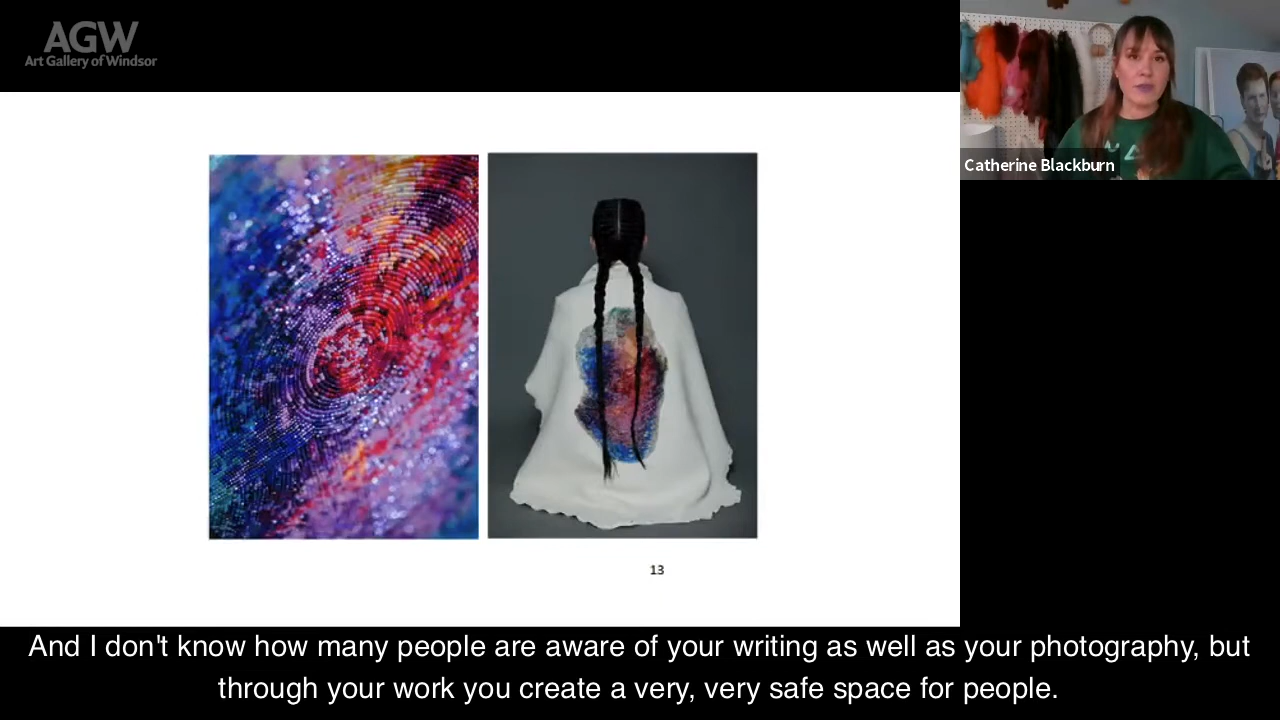 AGW
Art Gallery of Windsor
Catherine Blackburn
13
And I don't know how many people are aware of your writing as well as your photography, but
through your work you create a very, very safe space for people.